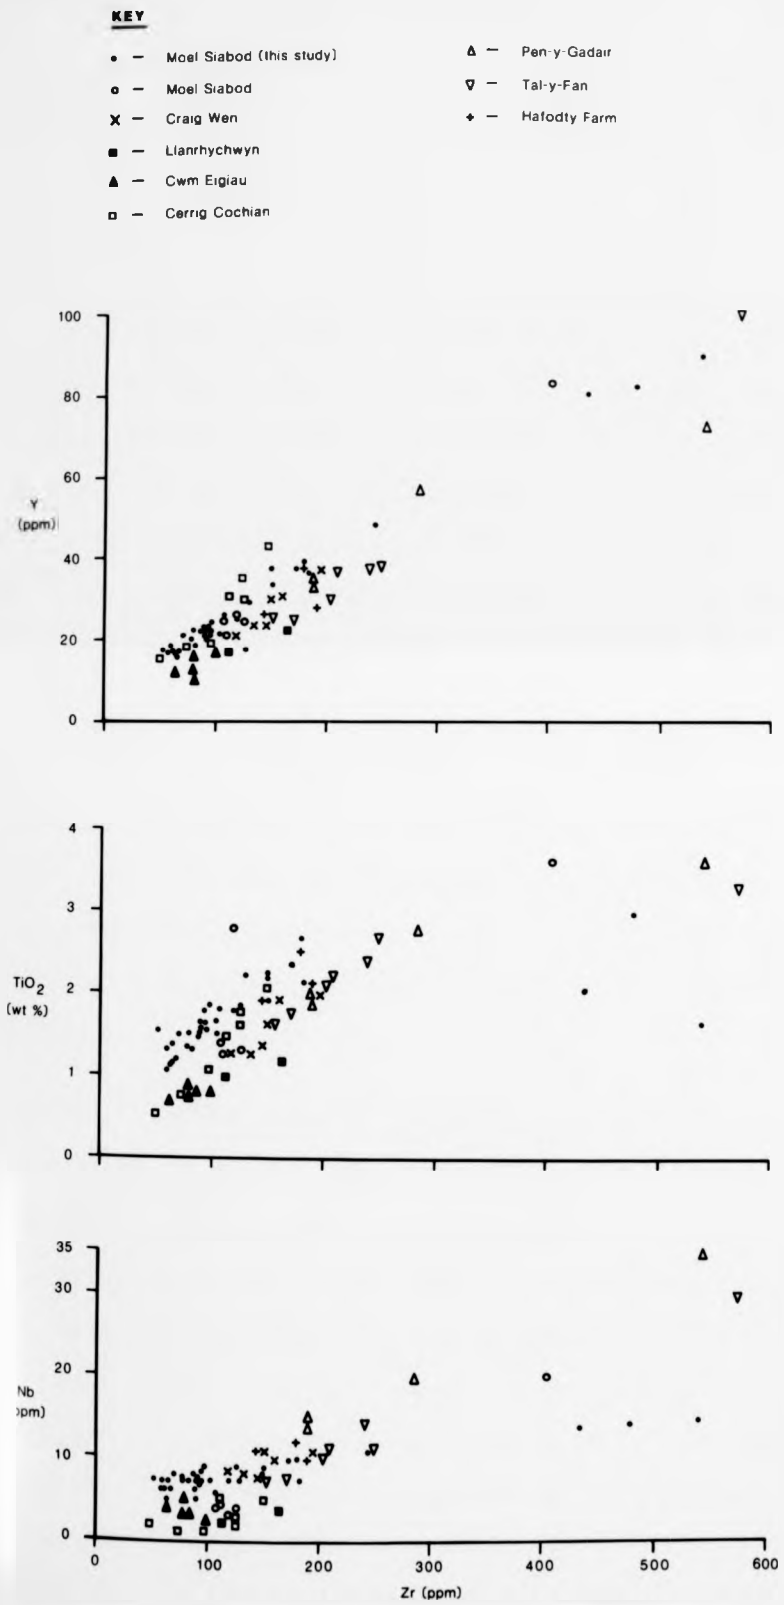 KEY
• — Moel Siabod (this study)
o — Moel Siabod
x — Craig Wen
■ — Llanrhychwyn
▲ — Cwm Eigiau
□ — Cerrig Cochian
△ — Pen-y-Gadair
▽ — Tal-y-Fan
+ — Hafodty Farm
100
80
60
40
20
0
Y
(ppm)
4
3
2
1
0
TiO₂
(wt %)
35
30
20
10
0
Nb
ppm)
0 100 200 300 400 500 600
Zr (ppm)